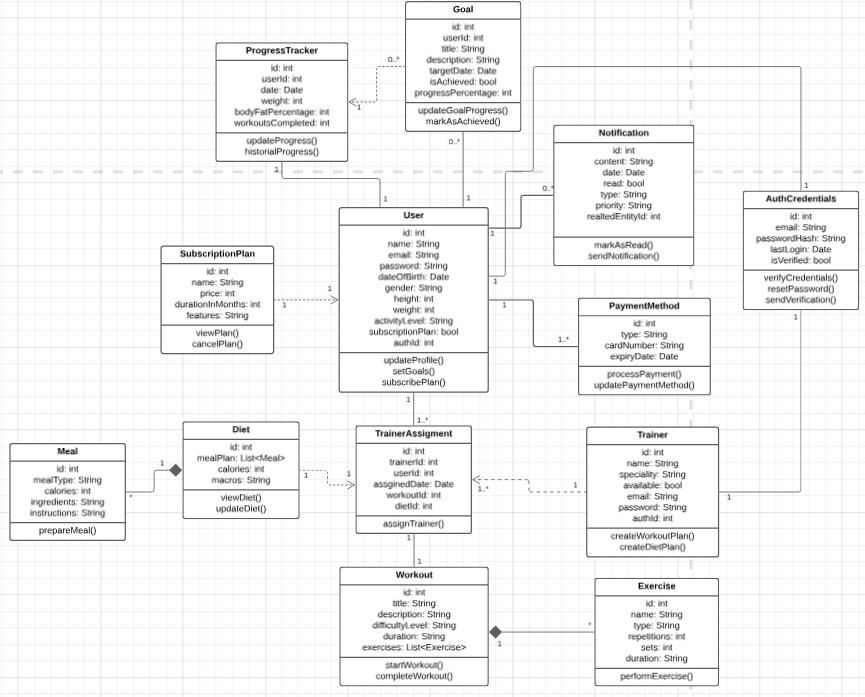 Goal
id: int
userId: int
title: String
description: String
targetDate: Date
isAchieved: bool
progressPercentage: int
updateGoalProgress()
markAsAchieved()
0..*
0..*
1
ProgressTracker
id: int
userId: int
date: Date
weight: int
bodyFatPercentage: int
workoutsCompleted: int
updateProgress()
historialProgress()
1
1
1
Notification
id: int
content: String
date: Date
read: bool
type: String
priority: String
realtedEntityId: int
markAsRead()
sendNotification()
0..*
1
1
AuthCredentials
id: int
email: String
passwordHash: String
lastLogin: Date
isVerified: bool
verifyCredentials()
resetPassword()
sendVerification()
1
1
User
id: int
name: String
email: String
password: String
dateOfBirth: Date
gender: String
height: int
weight: int
activityLevel: String
subscriptionPlan: bool
authId: int
updateProfile()
setGoals()
subscribePlan()
SubscriptionPlan
id: int
name: String
price: int
durationInMonths: int
features: String
viewPlan()
cancelPlan()
1
1
1
1..*
PaymentMethod
id: int
type: String
cardNumber: String
expiryDate: Date
processPayment()
updatePaymentMethod()
1
1..*
TrainerAssigment
id: int
trainerId: int
userId: int
assginedDate: Date
workoutId: int
dietId: int
assignTrainer()
Diet
id: int
mealPlan: List<Meal>
calories: int
macros: String
viewDiet()
updateDiet()
1
1
Meal
id: int
mealType: String
calories: int
ingredients: String
instructions: String
prepareMeal()
1
*
Trainer
id: int
name: String
speciality: String
available: bool
email: String
password: String
authId: int
createWorkoutPlan()
createDietPlan()
1..*
1
1
1
1
Workout
id: int
title: String
description: String
difficultyLevel: String
duration: String
exercises: List<Exercise>
startWorkout()
completeWorkout()
1
*
Exercise
id: int
name: String
type: String
repetitions: int
sets: int
duration: String
performExercise()